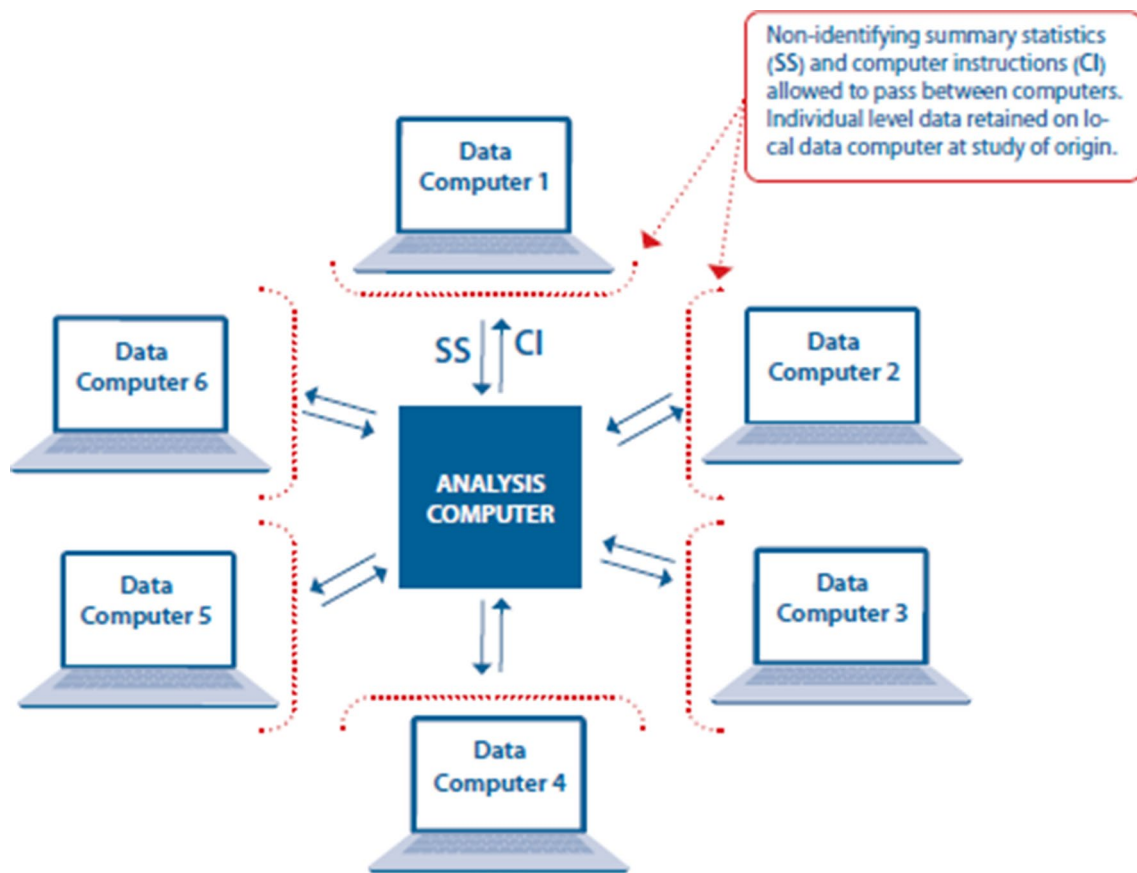 Non-identifying summary statistics
(SS) and computer instructions (CI)
allowed to pass between computers.
Individual level data retained on lo-
cal data computer at study of origin.
Data
Computer 1
SS
CI
Data
Computer 6
Data
Computer 2
ANALYSIS
COMPUTER
Data
Computer 5
Data
Computer 3
Data
Computer 4